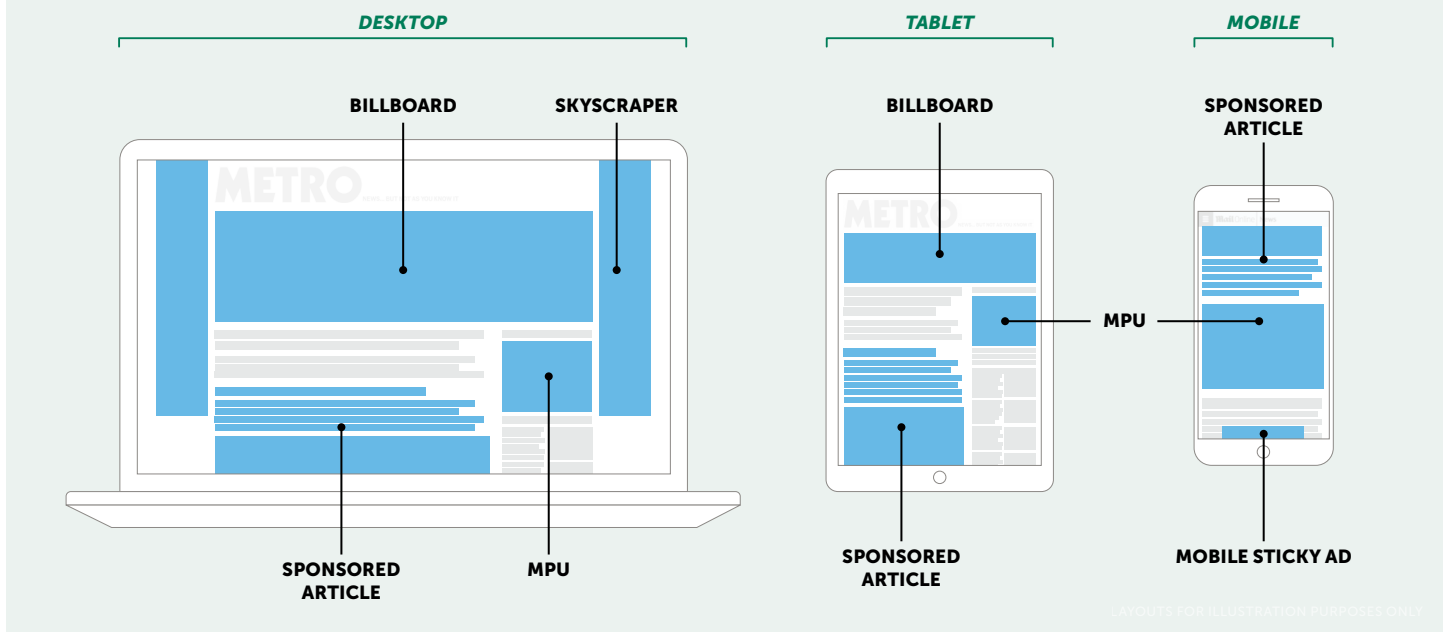 DESKTOP
TABLET
MOBILE
BILLBOARD
SKYSCRAPER
BILLBOARD
SPONSORED
ARTICLE
METRO
METRO
MPU
SPONSORED
ARTICLE
MPU
SPONSORED
ARTICLE
MOBILE STICKY AD
LAYOUTS FOR ILLUSTRATION PURPOSES ONLY